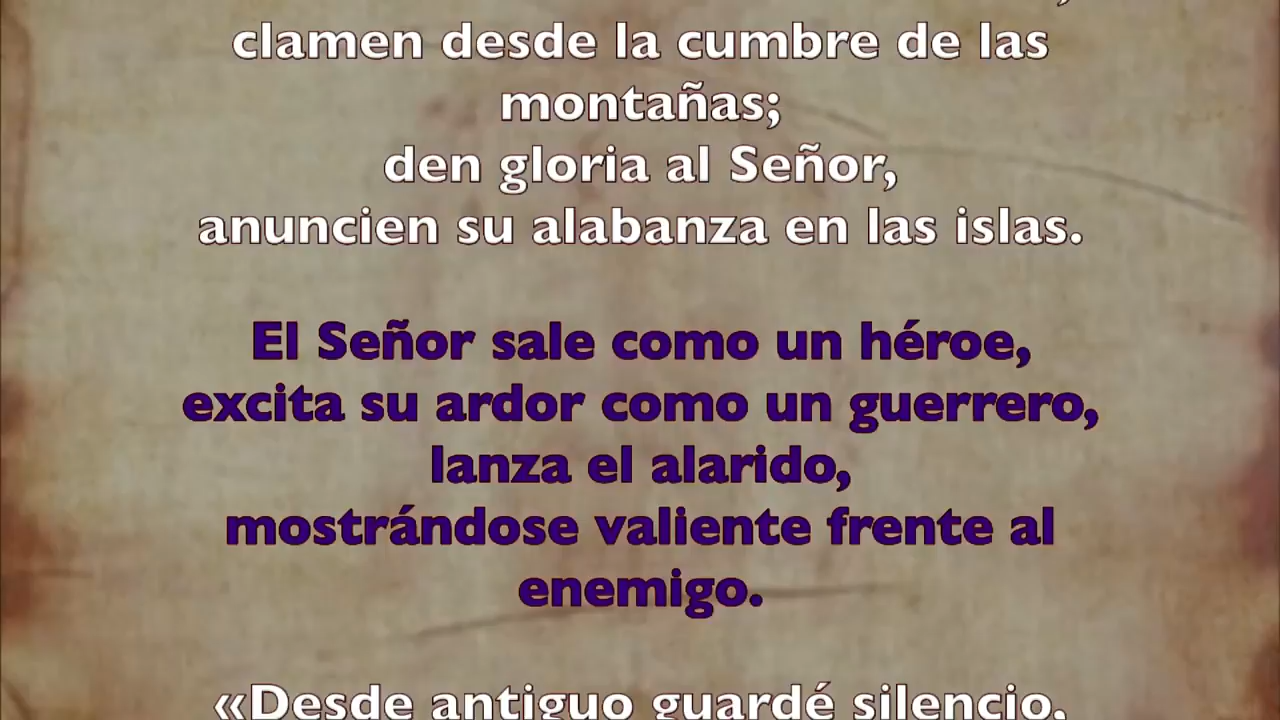 clamen desde la cumbre de las
montañas;
den gloria al Señor,
anuncien su alabanza en las islas.
El Señor sale como un héroe,
excita su ardor como un guerrero,
lanza el alarido,
mostrándose valiente frente al
enemigo.
«Desde antiguo guardé silencio,